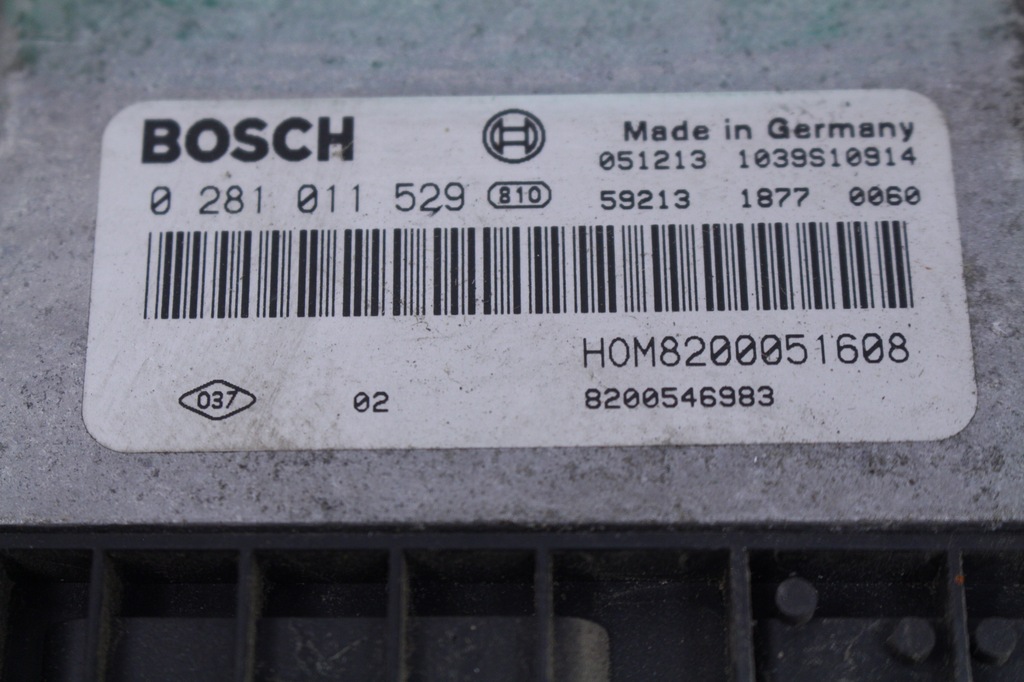 BOSCH Made in Germany
051213 1039S10914
0 281 011 529 810 59213 1877 0060
HOM8200051608
037 02 8200546983